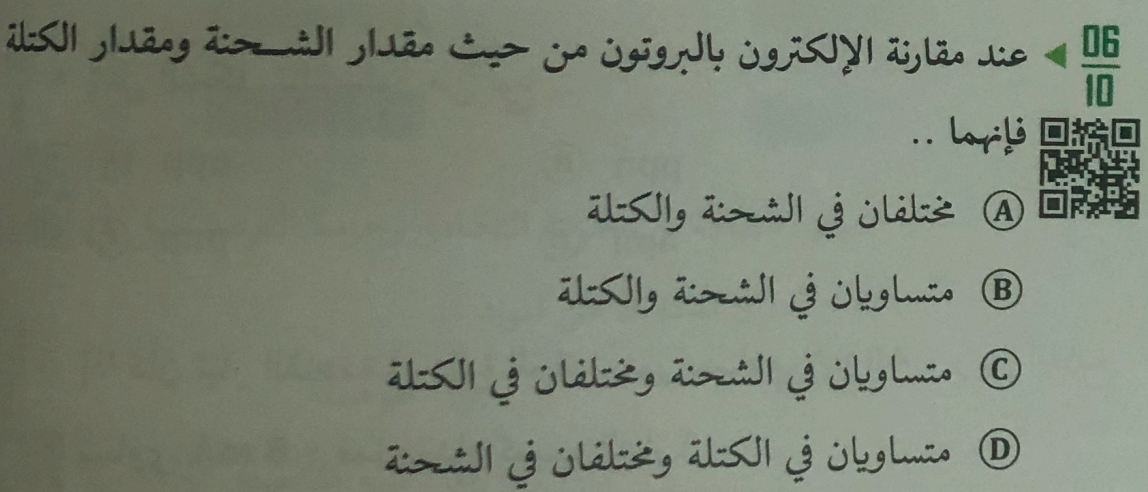 06
10
عند مقارنة الإلكترون بالبروتون من حيث مقدار الشحنة ومقدار الكتلة
فإنهما ..
A مختلفان في الشحنة والكتلة
B متساويان في الشحنة والكتلة
C متساويان في الشحنة ومختلفان في الكتلة
D متساويان في الكتلة ومختلفان في الشحنة